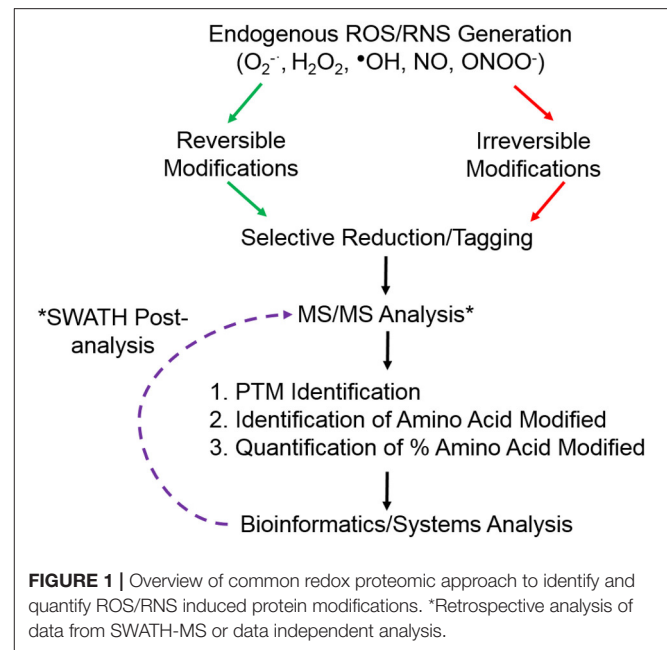 Endogenous ROS/RNS Generation
(O₂⁻˙, H₂O₂, •OH, NO, ONOO⁻)
Reversible
Modifications
Irreversible
Modifications
Selective Reduction/Tagging
*SWATH Post-
analysis
MS/MS Analysis*
1. PTM Identification
2. Identification of Amino Acid Modified
3. Quantification of % Amino Acid Modified
Bioinformatics/Systems Analysis
FIGURE 1 | Overview of common redox proteomic approach to identify and
quantify ROS/RNS induced protein modifications. *Retrospective analysis of
data from SWATH-MS or data independent analysis.